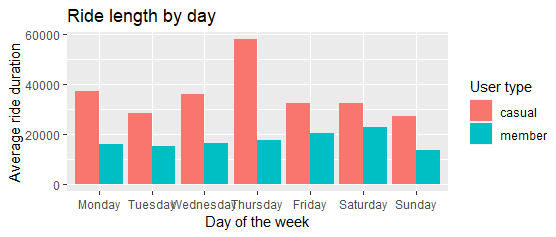 Ride length by day
Average ride duration
60000
40000
20000
0
Monday Tuesday Wednesday Thursday Friday Saturday Sunday
Day of the week
User type
casual
member